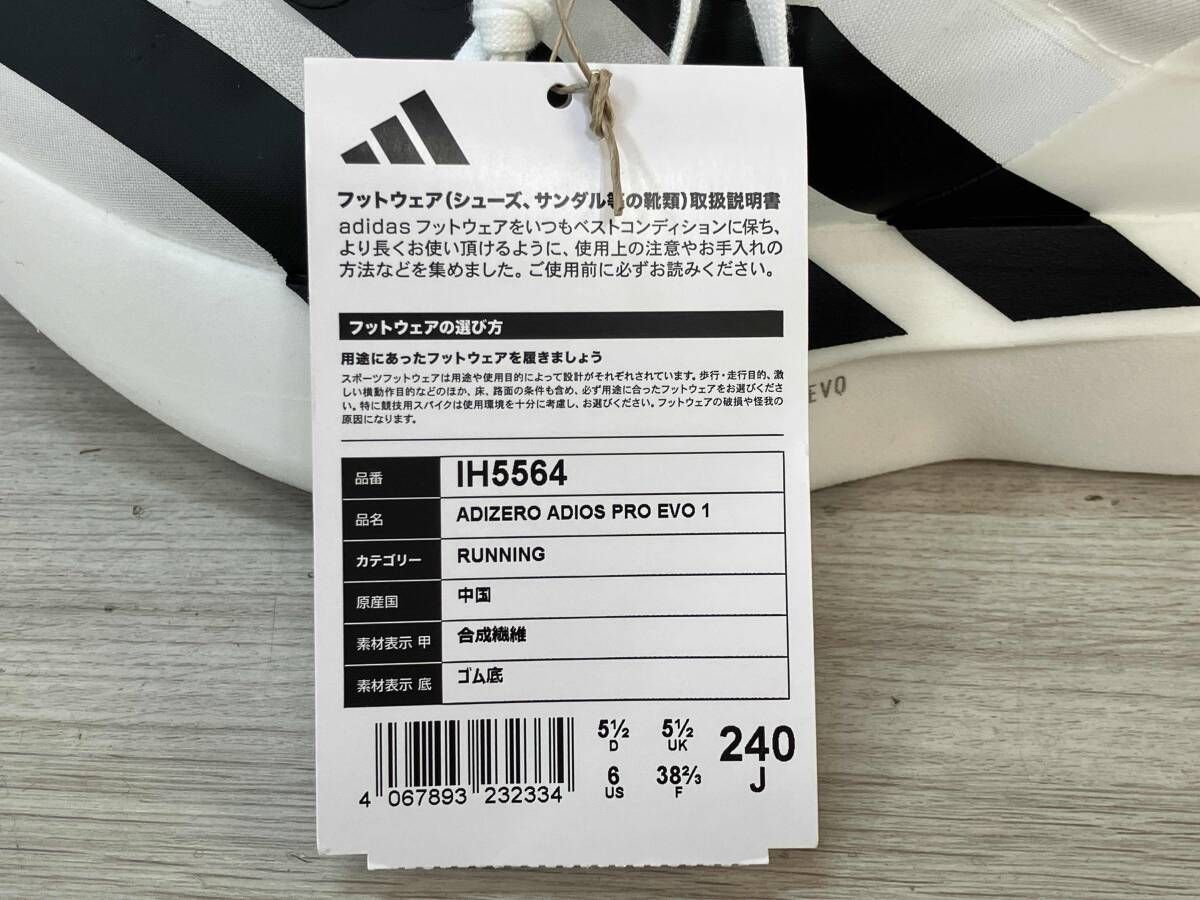 フットウェア(シューズ、サンダル等の靴類)取扱説明書
adidas フットウェアをいつもベストコンディションに保ち、
より長くお使い頂けるように、使用上の注意やお手入れの
方法などを集めました。ご使用前に必ずお読みください。
フットウェアの選び方
用途にあったフットウェアを履きましょう
スポーツフットウェアは用途や使用目的によって設計がそれぞれされています。歩行・走行目的、激
しい横動作目的などのほか、床、路面の条件も含め、必ず用途に合ったフットウェアをお選びくださ
い。特に競技用スパイクは使用環境を十分に考慮し、お選びください。フットウェアの破損や怪我の
原因になります。
品番 IH5564
品名 ADIZERO ADIOS PRO EVO 1
カテゴリー RUNNING
原産国 中国
素材表示 甲 合成繊維
素材表示 底 ゴム底
5½ 5½ 240
D UK J
6 38⅔
US F
4 067893 232334
EVO